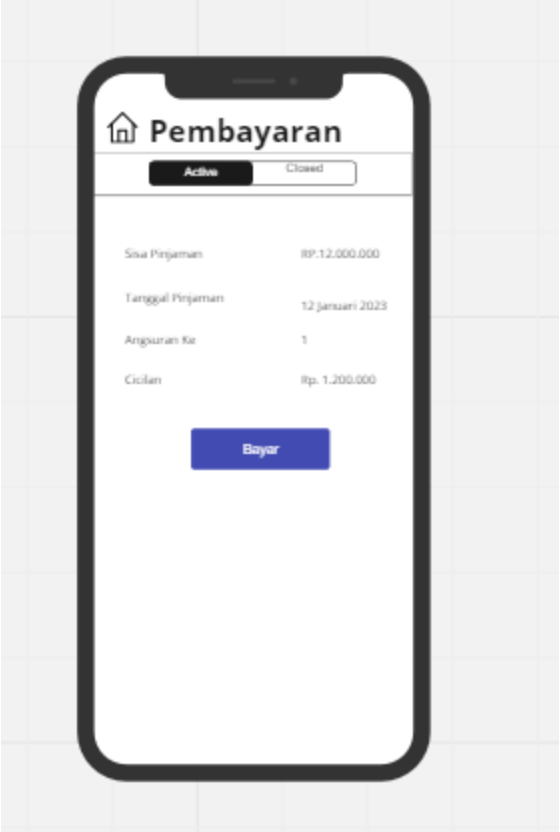 Pembayaran
Active Closed
Sisa Pinjaman RP.12.000.000
Tanggal Pinjaman 12 Januari 2023
Angsuran Ke 1
Cicilan Rp. 1.200.000
Bayar